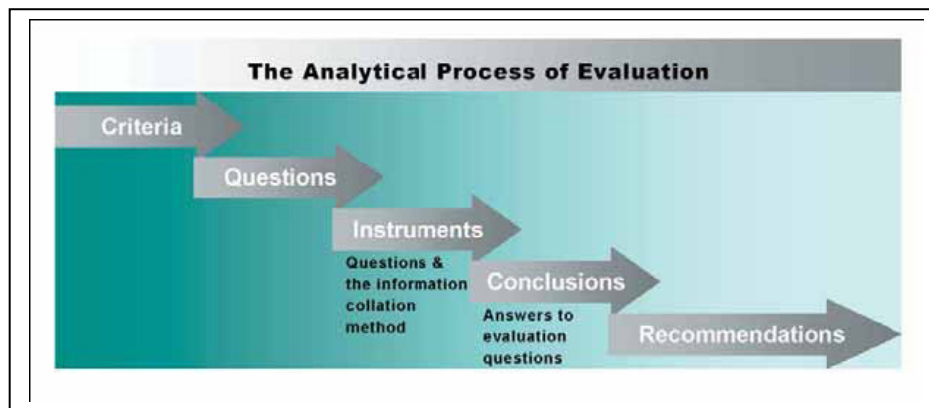 The Analytical Process of Evaluation
Criteria
Questions
Instruments
Questions &
the information
collation
method
Conclusions
Answers to
evaluation
questions
Recommendations